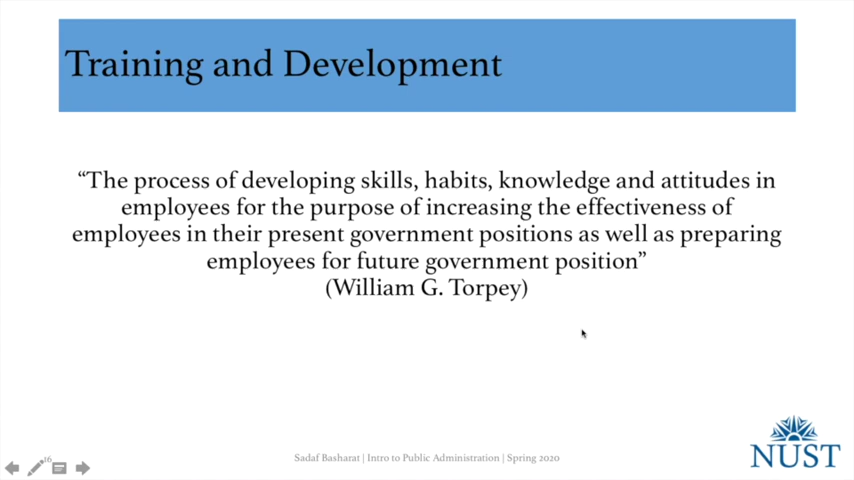 Training and Development
“The process of developing skills, habits, knowledge and attitudes in
employees for the purpose of increasing the effectiveness of
employees in their present government positions as well as preparing
employees for future government position”
(William G. Torpey)
16
Sadaf Basharat | Intro to Public Administration | Spring 2020
NUST